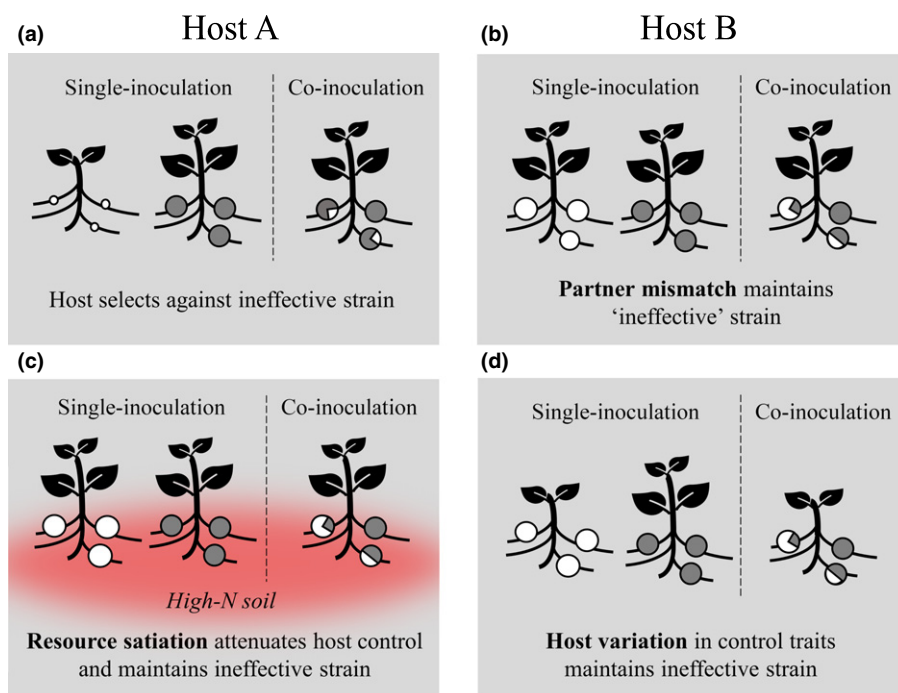 (a)
Host A
Single-inoculation
Co-inoculation
Host selects against ineffective strain
(b)
Host B
Single-inoculation
Co-inoculation
Partner mismatch maintains
‘ineffective’ strain
(c)
Single-inoculation
Co-inoculation
High-N soil
Resource satiation attenuates host control
and maintains ineffective strain
(d)
Single-inoculation
Co-inoculation
Host variation in control traits
maintains ineffective strain